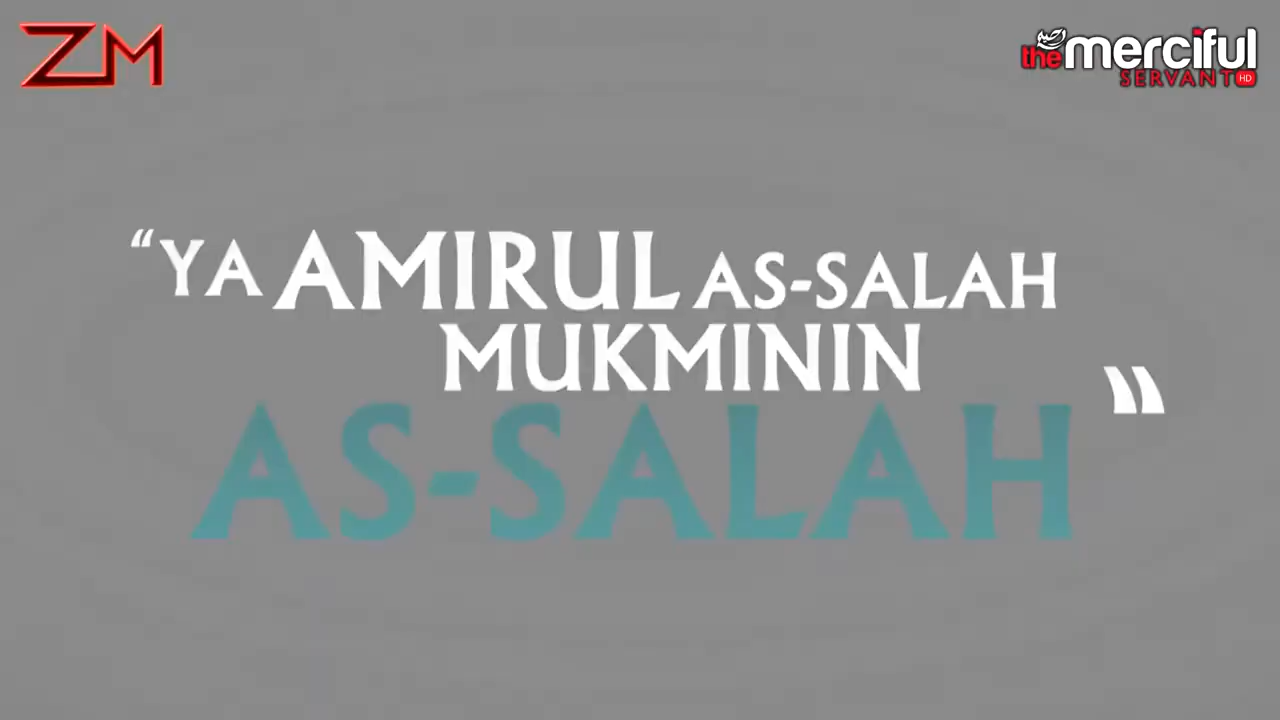 ZM
the merciful
SERVANT HD
“YA AMIRUL AS-SALAH
MUKMININ
AS-SALAH”